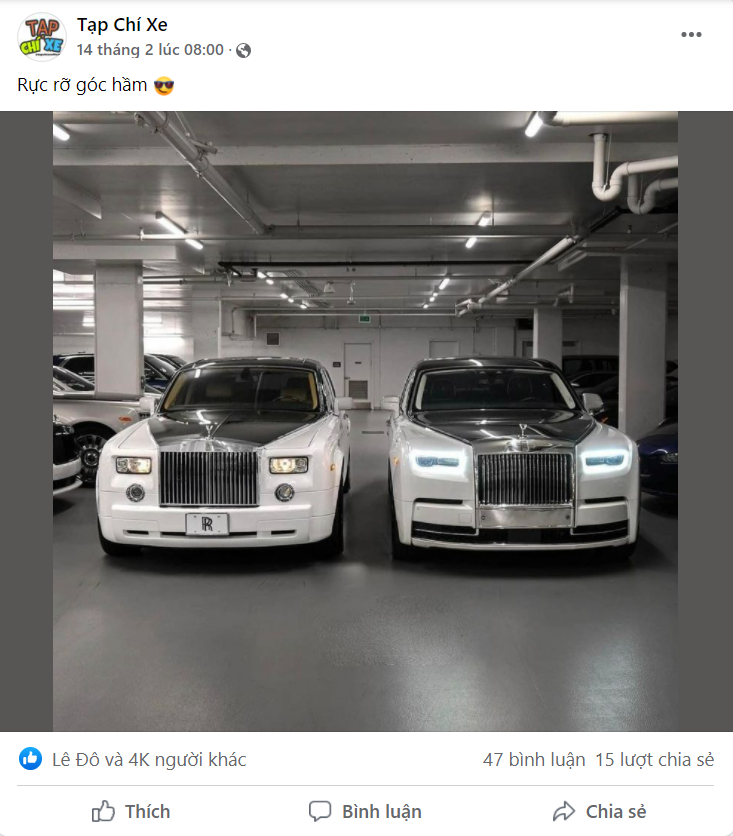 TẠP
CHÍ XE
Tạp Chí Xe
14 tháng 2 lúc 08:00 ·
Rực rỡ góc hầm 😎
R
Lê Đô và 4K người khác
47 bình luận 15 lượt chia sẻ
Thích
Bình luận
Chia sẻ